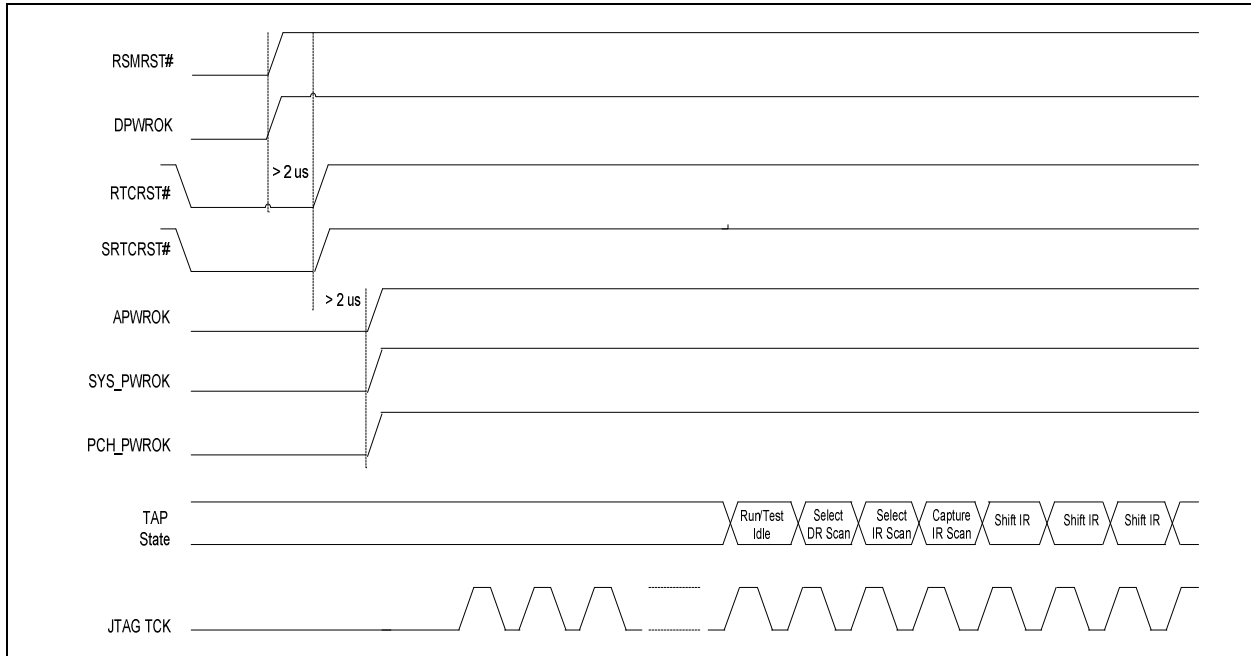 RSMRST#
DPWROK
> 2 us
RTCRST#
SRTCRST#
> 2 us
APWROK
SYS_PWROK
PCH_PWROK
TAP
State
Run/Test
Idle
Select
DR Scan
Select
IR Scan
Capture
IR Scan
Shift IR
Shift IR
Shift IR
JTAG TCK